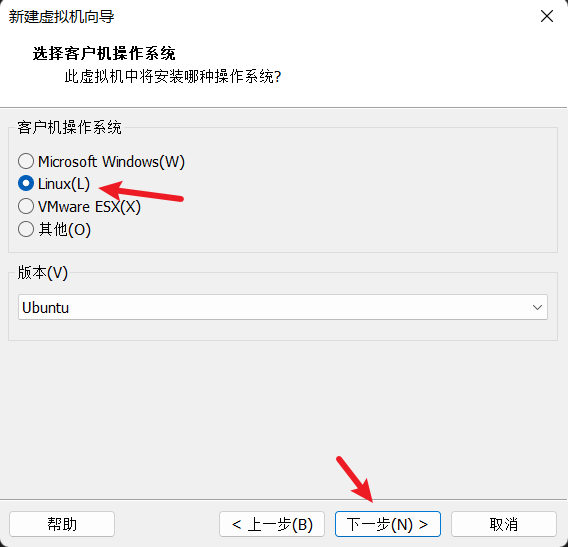 新建虚拟机向导
选择客户机操作系统
此虚拟机中将安装哪种操作系统?
客户机操作系统
Microsoft Windows(W)
Linux(L)
VMware ESX(X)
其他(O)
版本(V)
Ubuntu
帮助
< 上一步(B)
下一步(N) >
取消